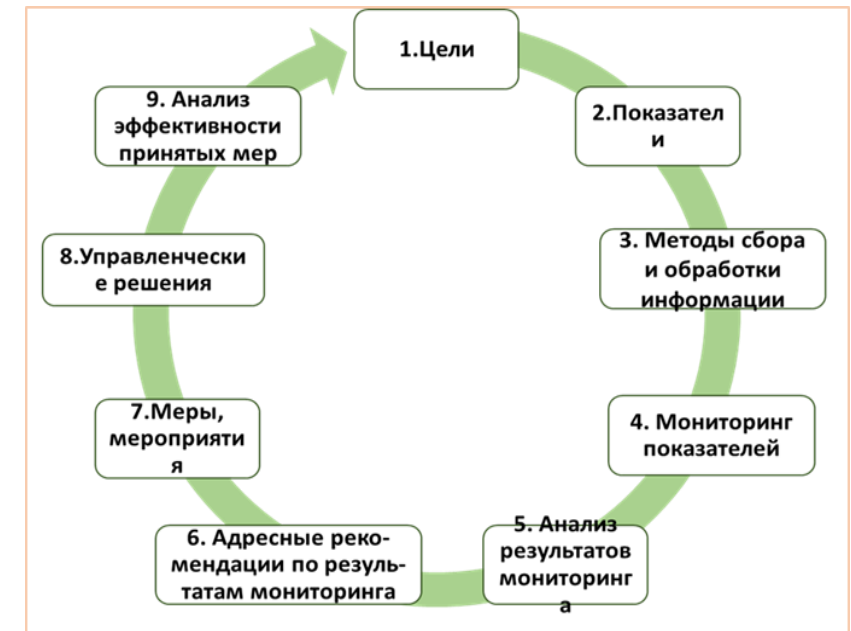 1.Цели
2.Показател
и
3. Методы сбора
и обработки
информации
4. Мониторинг
показателей
5. Анализ
результатов
мониторинг
а
6. Адресные реко-
мендации по резуль-
татам мониторинга
7.Меры,
мероприяти
я
8.Управленчески
е решения
9. Анализ
эффективности
принятых мер